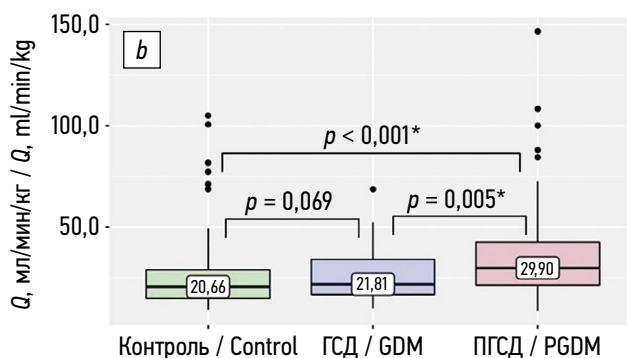 150,0
b
100,0
p < 0,001*
p = 0,069
p = 0,005*
50,0
20,66
21,81
29,90
Q, мл/мин/кг / Q, ml/min/kg
Контроль / Control ГСД / GDM ПГСД / PGDM